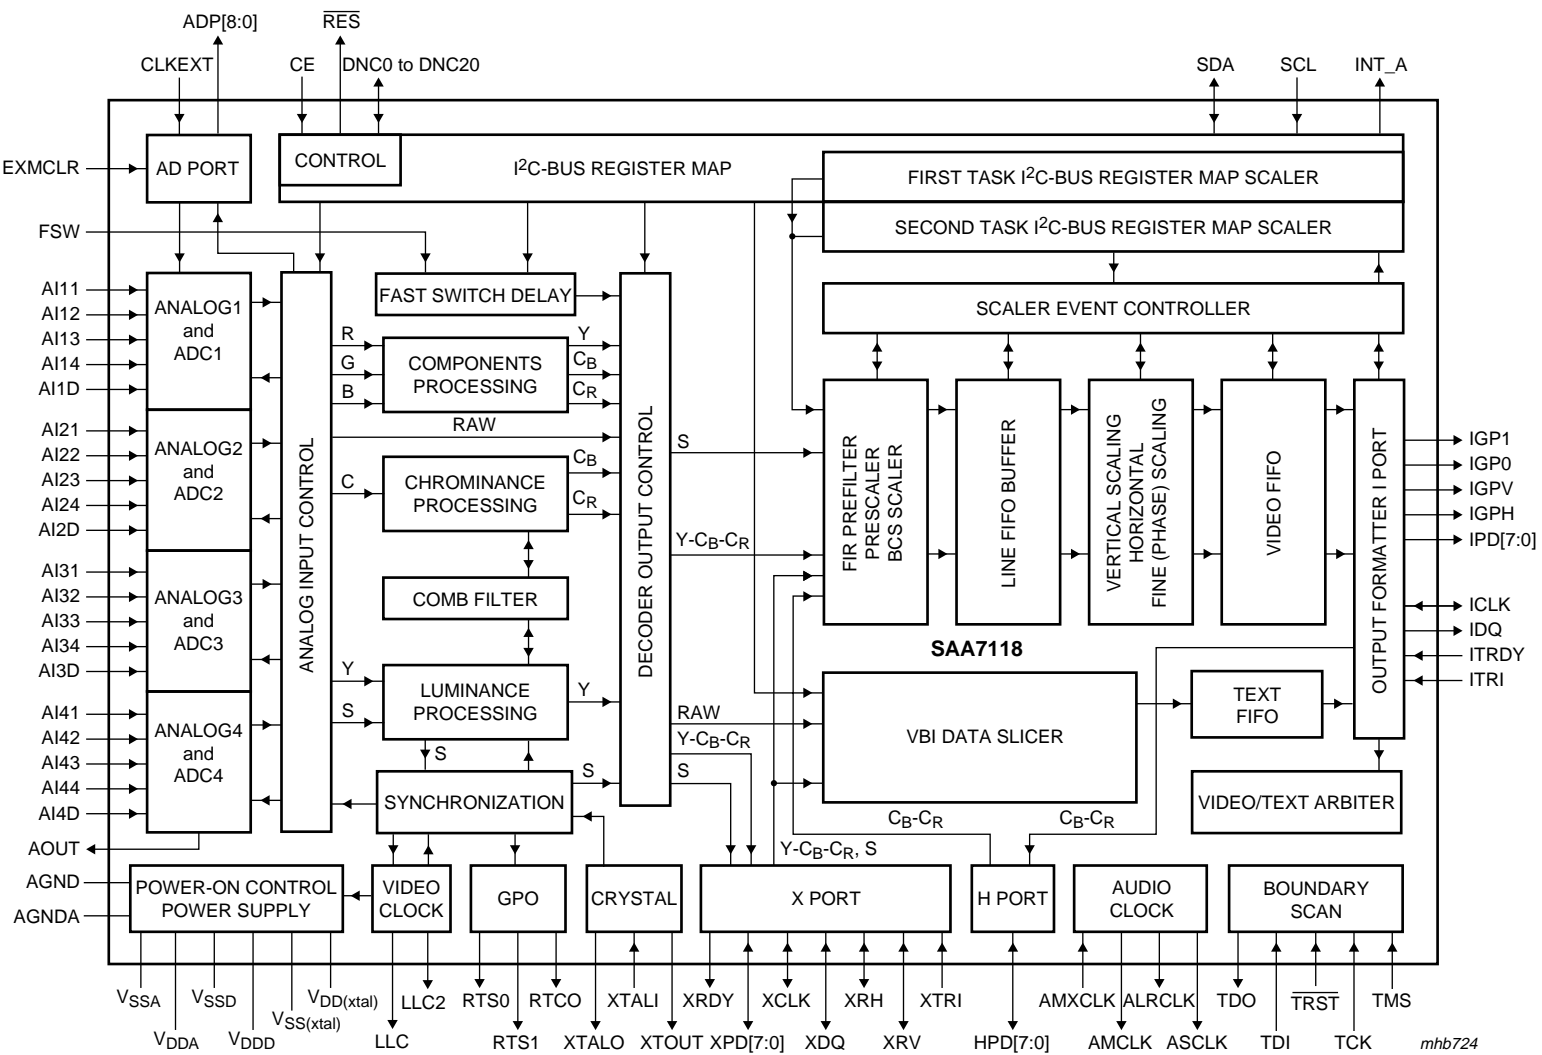 ADP[8:0]
RES
CLKEXT
CE
DNC0 to DNC20
SDA
SCL
INT_A
EXMCLR
AD PORT
CONTROL
I2C-BUS REGISTER MAP
FIRST TASK I2C-BUS REGISTER MAP SCALER
SECOND TASK I2C-BUS REGISTER MAP SCALER
FSW
FAST SWITCH DELAY
SCALER EVENT CONTROLLER
AI11
AI12
AI13
AI14
AI1D
ANALOG1
and
ADC1
AI21
AI22
AI23
AI24
AI2D
ANALOG2
and
ADC2
AI31
AI32
AI33
AI34
AI3D
ANALOG3
and
ADC3
AI41
AI42
AI43
AI44
AI4D
ANALOG4
and
ADC4
ANALOG INPUT CONTROL
R
G
B
COMPONENTS
PROCESSING
Y
CB
CR
RAW
C
CHROMINANCE
PROCESSING
CB
CR
COMB FILTER
Y
S
LUMINANCE
PROCESSING
Y
S
SYNCHRONIZATION
S
DECODER OUTPUT CONTROL
S
Y-CB-CR
RAW
Y-CB-CR
S
FIR PREFILTER
PRESCALER
BCS SCALER
LINE FIFO BUFFER
VERTICAL SCALING
HORIZONTAL
FINE (PHASE) SCALING
VIDEO FIFO
OUTPUT FORMATTER I PORT
IGP1
IGP0
IGPV
IGPH
IPD[7:0]
ICLK
IDQ
ITRDY
ITRI
SAA7118
VBI DATA SLICER
TEXT
FIFO
VIDEO/TEXT ARBITER
CB-CR
CB-CR
Y-CB-CR, S
AOUT
AGND
AGNDA
POWER-ON CONTROL
POWER SUPPLY
VIDEO
CLOCK
GPO
CRYSTAL
X PORT
H PORT
AUDIO
CLOCK
BOUNDARY
SCAN
VSSA
VSSD
VDD(xtal)
LLC2
RTS0
RTCO
XTALI
XRDY
XCLK
XRH
XTRI
AMXCLK
ALRCLK
TDO
TRST
TMS
VDDA
VDDD
VSS(xtal)
LLC
RTS1
XTALO
XTOUT
XPD[7:0]
XDQ
XRV
HPD[7:0]
AMCLK
ASCLK
TDI
TCK
mhb724